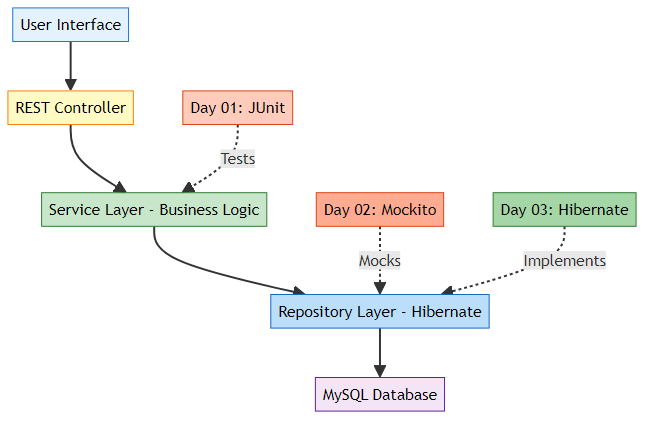 User Interface
REST Controller
Day 01: JUnit
Tests
Service Layer - Business Logic
Day 02: Mockito
Day 03: Hibernate
Mocks
Implements
Repository Layer - Hibernate
MySQL Database